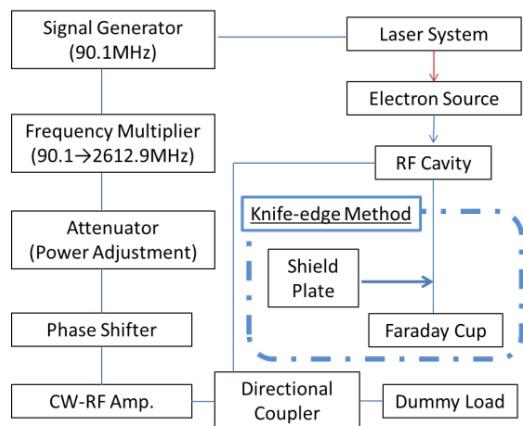 Signal Generator
(90.1MHz)
Laser System
Electron Source
Frequency Multiplier
(90.1→2612.9MHz)
RF Cavity
Knife-edge Method
Attenuator
(Power Adjustment)
Shield
Plate
Phase Shifter
Faraday Cup
CW-RF Amp.
Directional
Coupler
Dummy Load